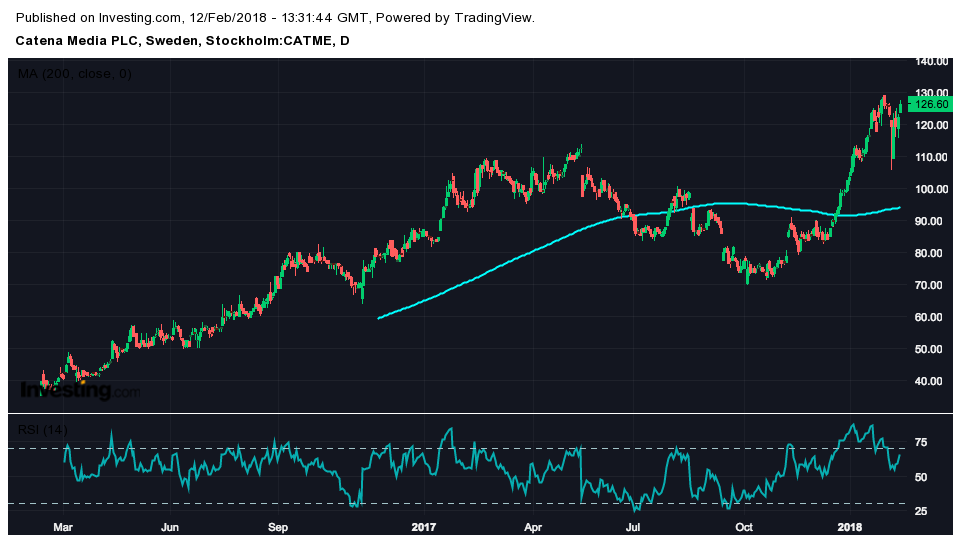 Published on Investing.com, 12/Feb/2018 - 13:31:44 GMT, Powered by TradingView.
Catena Media PLC, Sweden, Stockholm:CATME, D
MA (200, close, 0)
140.00
130.00
126.60
120.00
110.00
100.00
90.00
80.00
70.00
60.00
50.00
40.00
Investing.com
RSI (14)
75
50
25
Mar Jun Sep 2017 Apr Jul Oct 2018